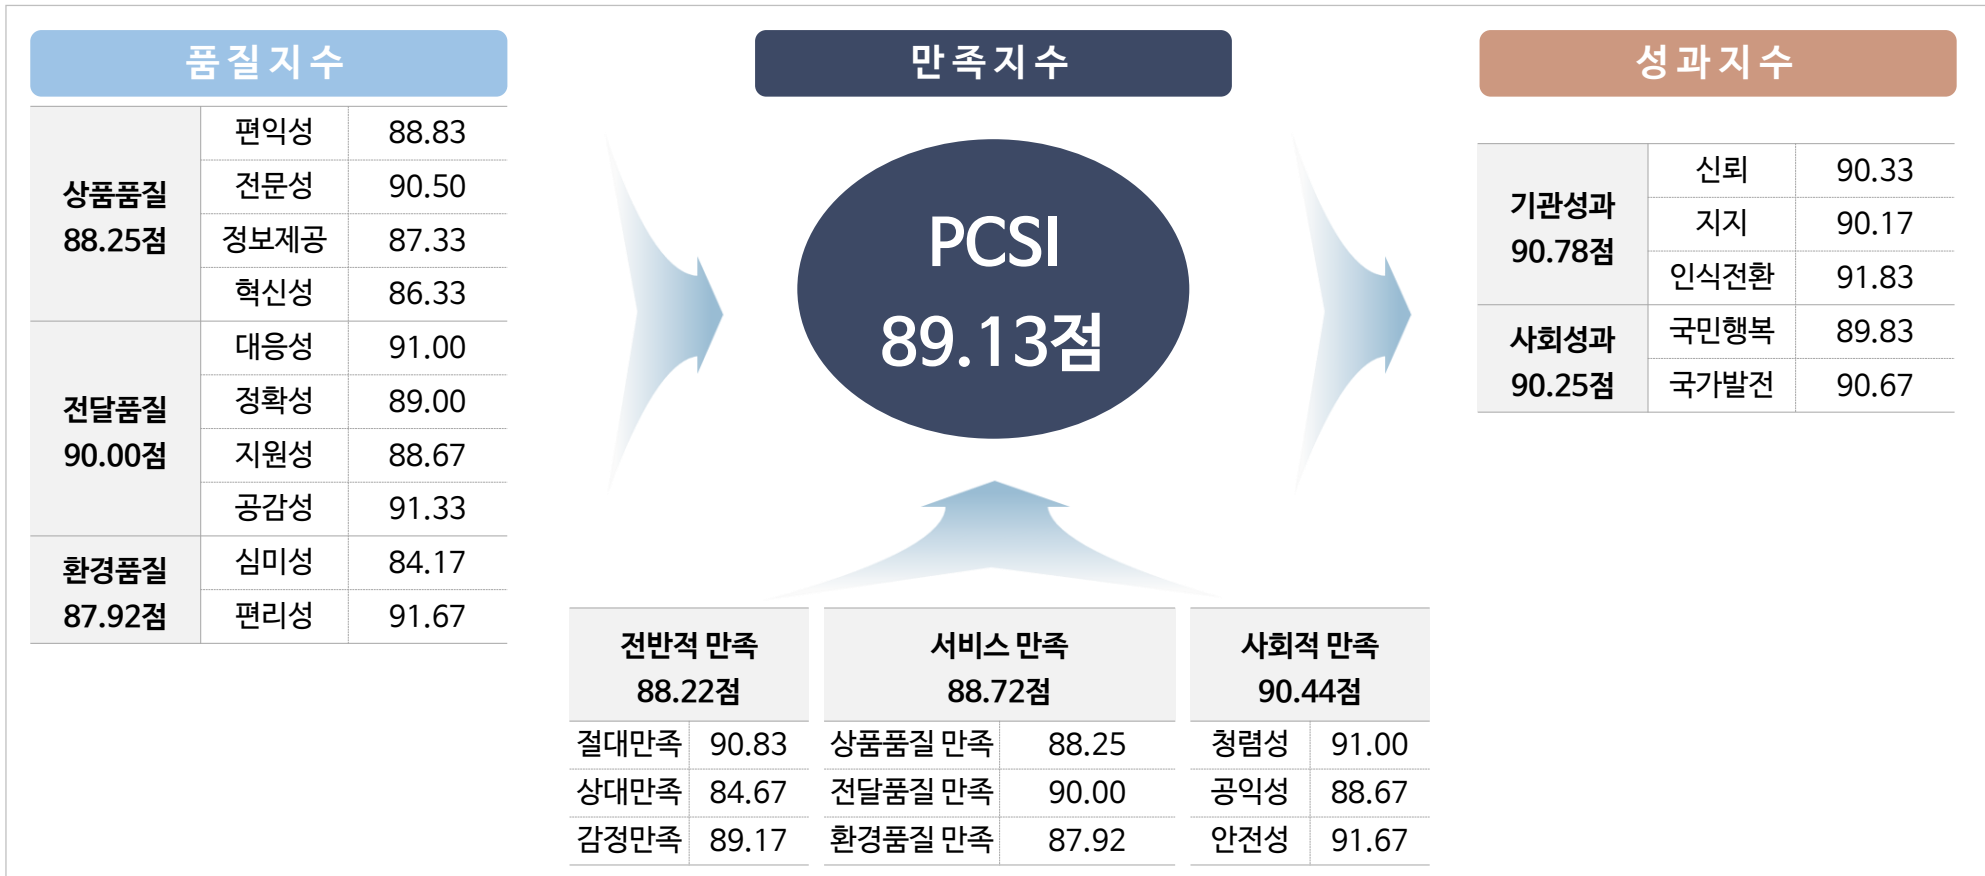 품질지수
만족지수
성과지수
상품품질
88.25점
편익성 88.83
전문성 90.50
정보제공 87.33
혁신성 86.33
전달품질
90.00점
대응성 91.00
정확성 89.00
지원성 88.67
공감성 91.33
환경품질
87.92점
심미성 84.17
편리성 91.67
PCSI
89.13점
전반적 만족
88.22점
절대만족 90.83
상대만족 84.67
감정만족 89.17
서비스 만족
88.72점
상품품질 만족 88.25
전달품질 만족 90.00
환경품질 만족 87.92
사회적 만족
90.44점
청렴성 91.00
공익성 88.67
안전성 91.67
기관성과
90.78점
신뢰 90.33
지지 90.17
인식전환 91.83
사회성과
90.25점
국민행복 89.83
국가발전 90.67